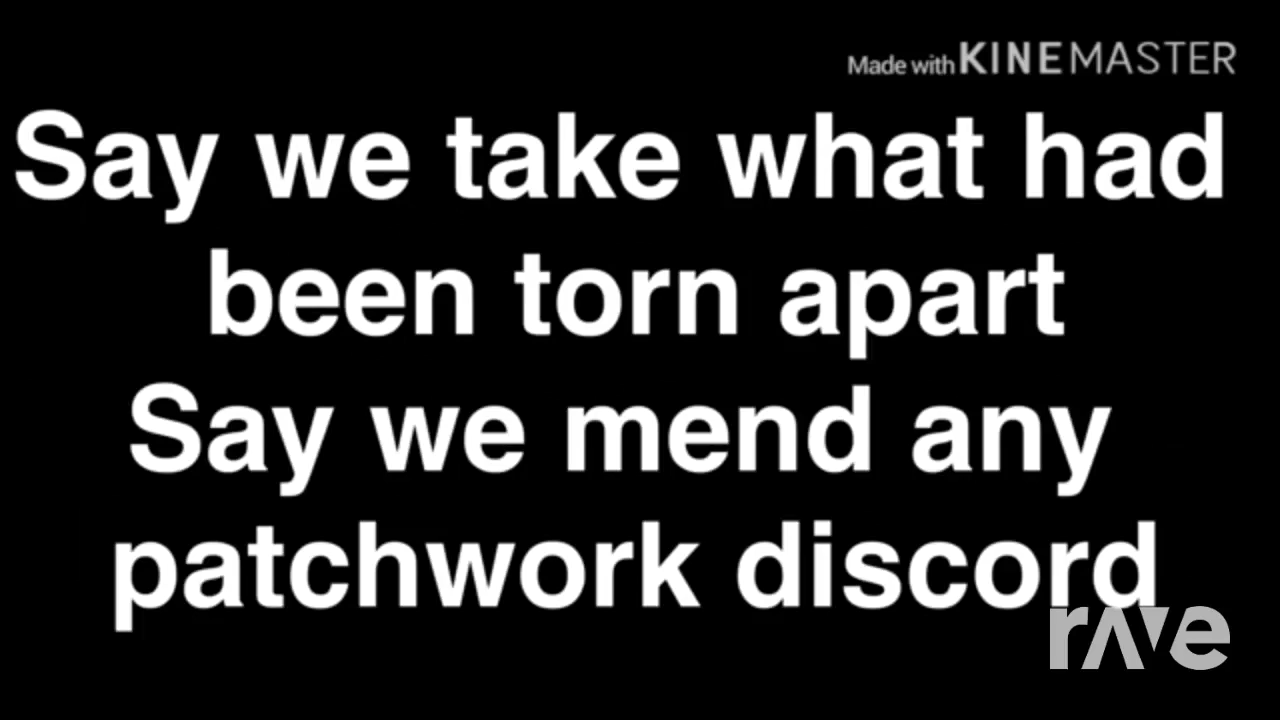 Made with KINEMASTER
Say we take what had
been torn apart
Say we mend any
patchwork discord
rave